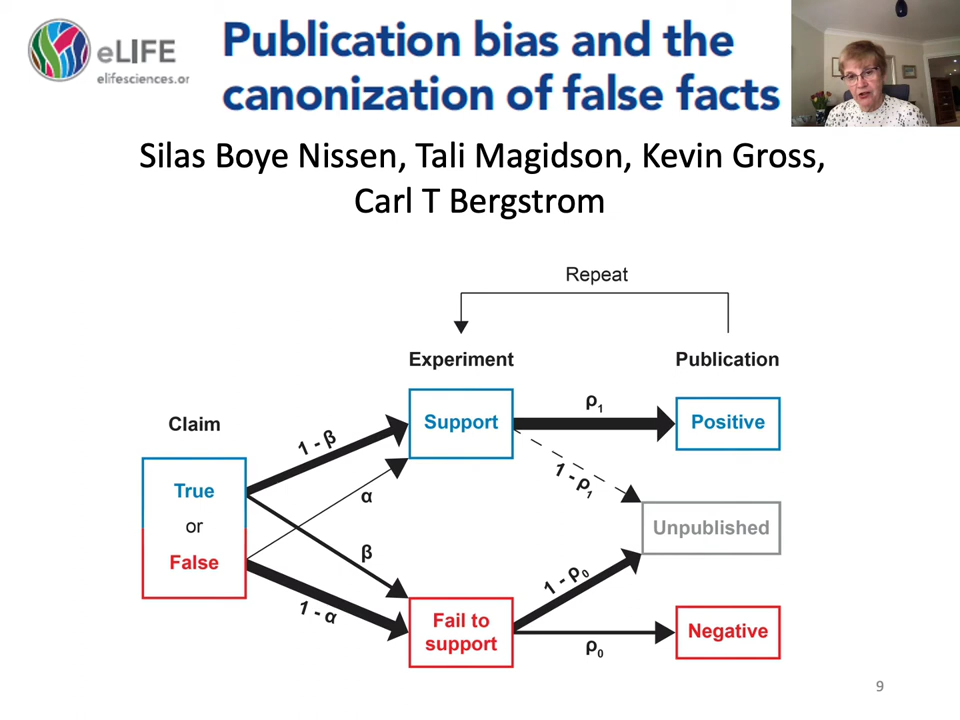 eLIFE
elifesciences.or
Publication bias and the
canonization of false facts
Silas Boye Nissen, Tali Magidson, Kevin Gross,
Carl T Bergstrom
Repeat
Experiment
Publication
Claim
True
or
False
1 - β
α
β
1 - α
Support
Fail to
support
ρ₁
1 - ρ₁
1 - ρ₀
ρ₀
Positive
Unpublished
Negative
9